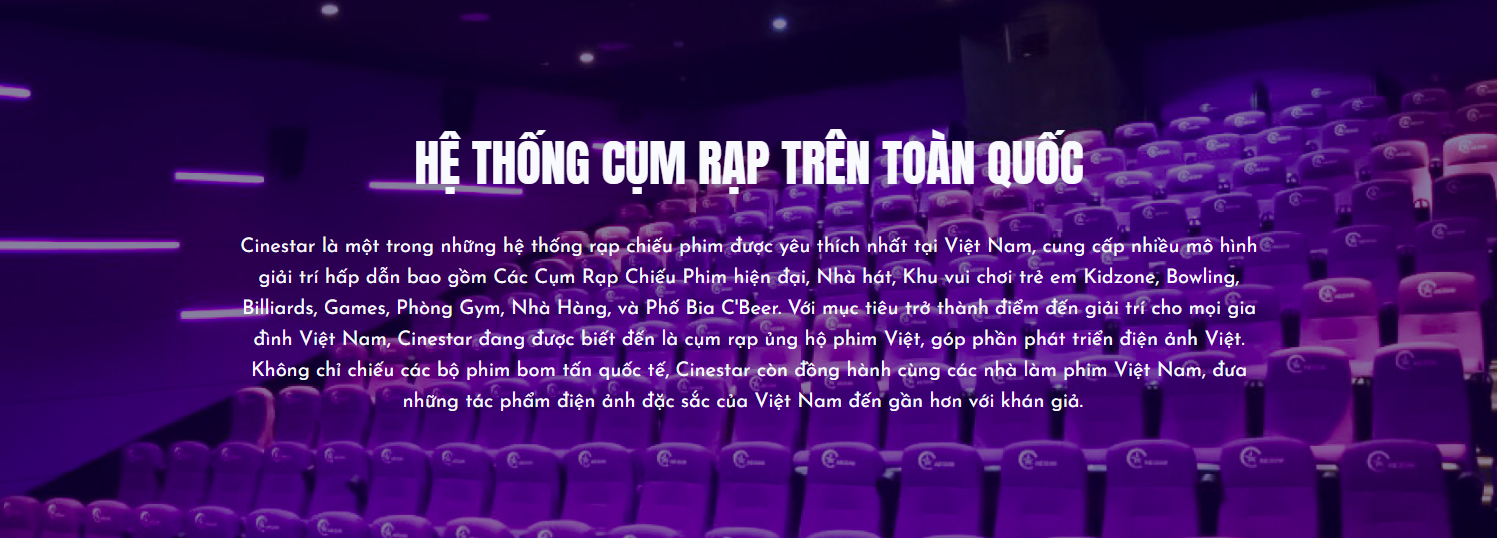 HỆ THỐNG CỤM RẠP TRÊN TOÀN QUỐC
Cinestar là một trong những hệ thống rạp chiếu phim được yêu thích nhất tại Việt Nam, cung cấp nhiều mô hình
giải trí hấp dẫn bao gồm Các Cụm Rạp Chiếu Phim hiện đại, Nhà hát, Khu vui chơi trẻ em Kidzone, Bowling,
Billiards, Games, Phòng Gym, Nhà Hàng, và Phố Bia C'Beer. Với mục tiêu trở thành điểm đến giải trí cho mọi gia
đình Việt Nam, Cinestar đang được biết đến là cụm rạp ủng hộ phim Việt, góp phần phát triển điện ảnh Việt.
Không chỉ chiếu các bộ phim bom tấn quốc tế, Cinestar còn đồng hành cùng các nhà làm phim Việt Nam, đưa
những tác phẩm điện ảnh đặc sắc của Việt Nam đến gần hơn với khán giả.